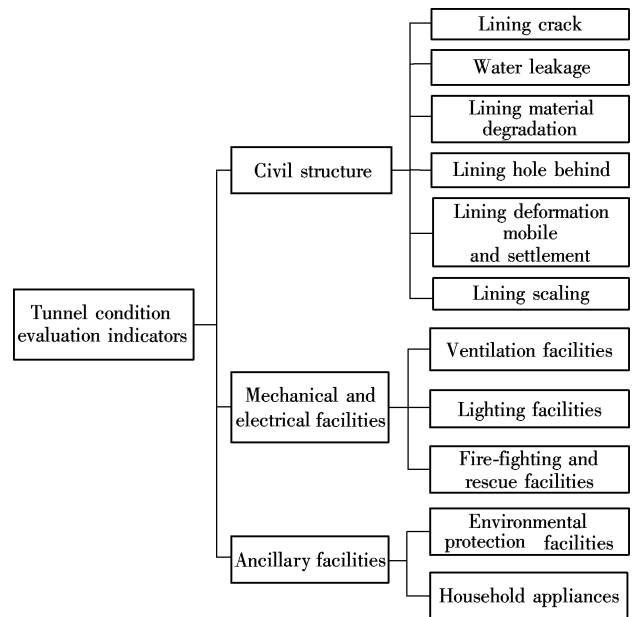 Lining crack
Water leakage
Lining material
degradation
Civil structure
Lining hole behind
Lining deformation
mobile
and settlement
Lining scaling
Tunnel condition
evaluation indicators
Ventilation facilities
Mechanical and
electrical facilities
Lighting facilities
Fire-fighting and
rescue facilities
Environmental
protection facilities
Ancillary facilities
Household appliances